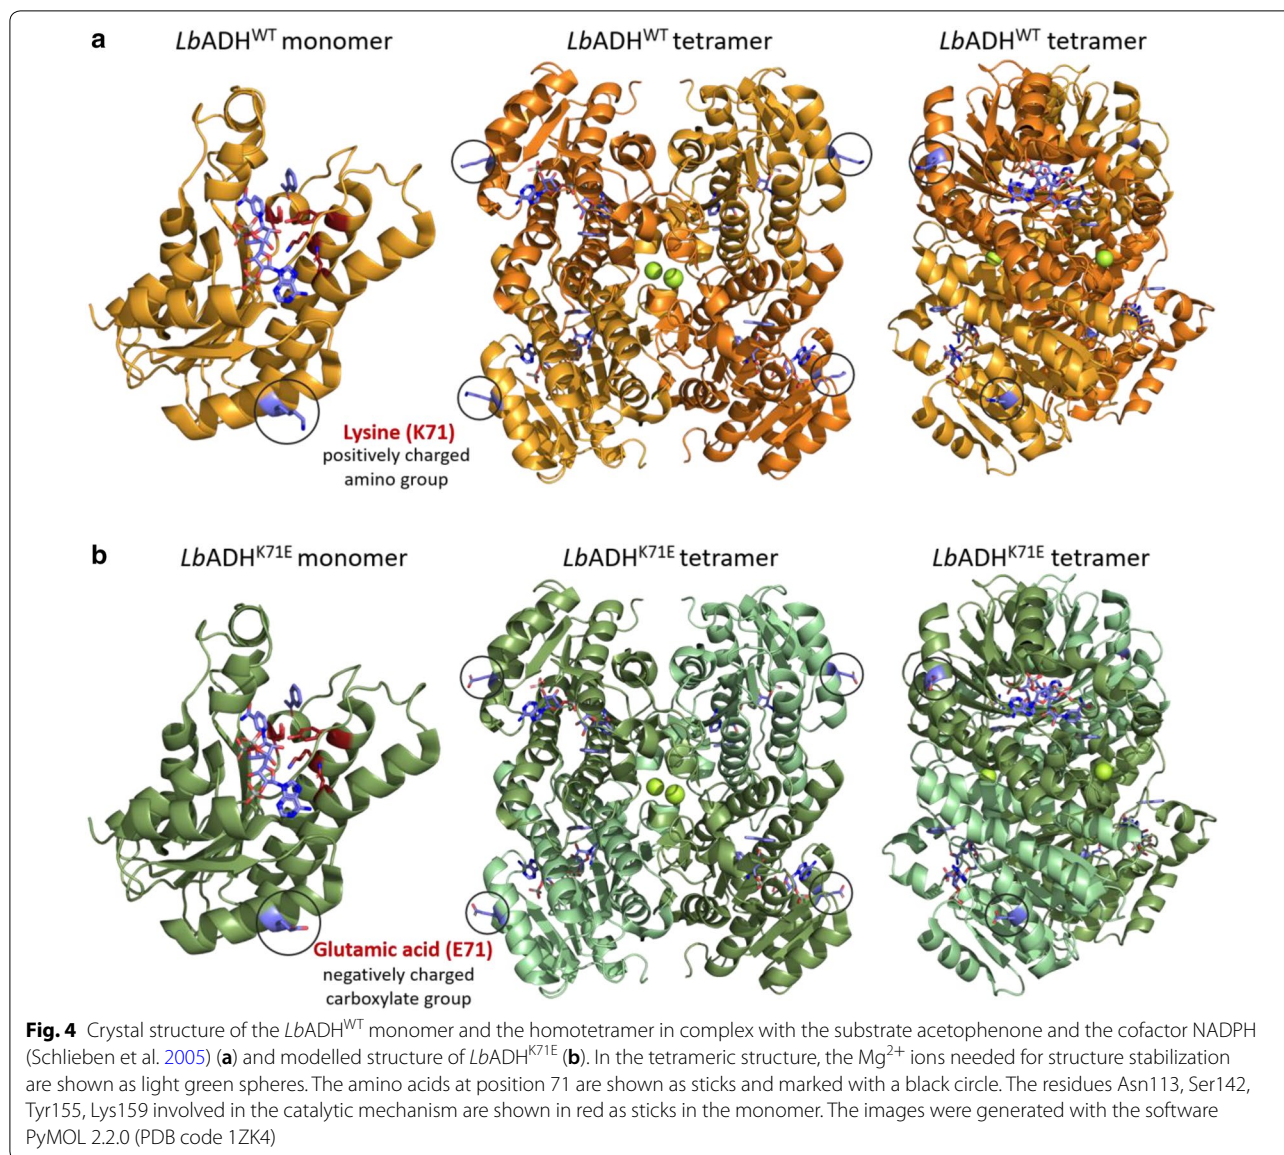 a
LbADHWT monomer
LbADHWT tetramer
LbADHWT tetramer
Lysine (K71)
positively charged
amino group
b
LbADHK71E monomer
LbADHK71E tetramer
LbADHK71E tetramer
Glutamic acid (E71)
negatively charged
carboxylate group
Fig. 4 Crystal structure of the LbADHWT monomer and the homotetramer in complex with the substrate acetophenone and the cofactor NADPH
(Schlieben et al. 2005) (a) and modelled structure of LbADHK71E (b). In the tetrameric structure, the Mg2+ ions needed for structure stabilization
are shown as light green spheres. The amino acids at position 71 are shown as sticks and marked with a black circle. The residues Asn113, Ser142,
Tyr155, Lys159 involved in the catalytic mechanism are shown in red as sticks in the monomer. The images were generated with the software
PyMOL 2.2.0 (PDB code 1ZK4)